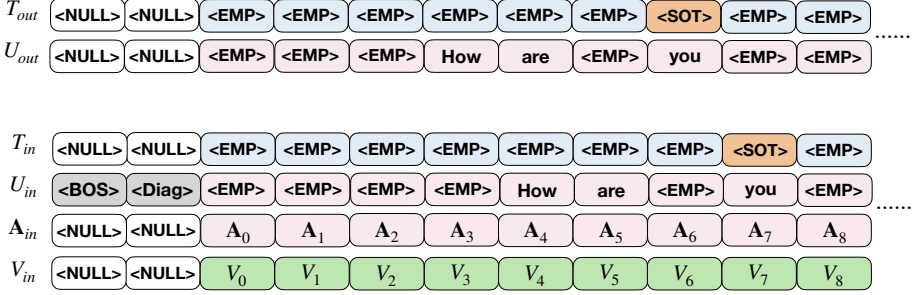 T_out <NULL> <NULL> <EMP> <EMP> <EMP> <EMP> <EMP> <EMP> <SOT> <EMP> <EMP>
U_out <NULL> <NULL> <EMP> <EMP> <EMP> How are <EMP> you <EMP> <EMP> ......
T_in <NULL> <NULL> <EMP> <EMP> <EMP> <EMP> <EMP> <EMP> <EMP> <SOT> <EMP>
U_in <BOS> <Diag> <EMP> <EMP> <EMP> <EMP> How are <EMP> you <EMP> ......
A_in <NULL> <NULL> A_0 A_1 A_2 A_3 A_4 A_5 A_6 A_7 A_8
V_in <NULL> <NULL> V_0 V_1 V_2 V_3 V_4 V_5 V_6 V_7 V_8